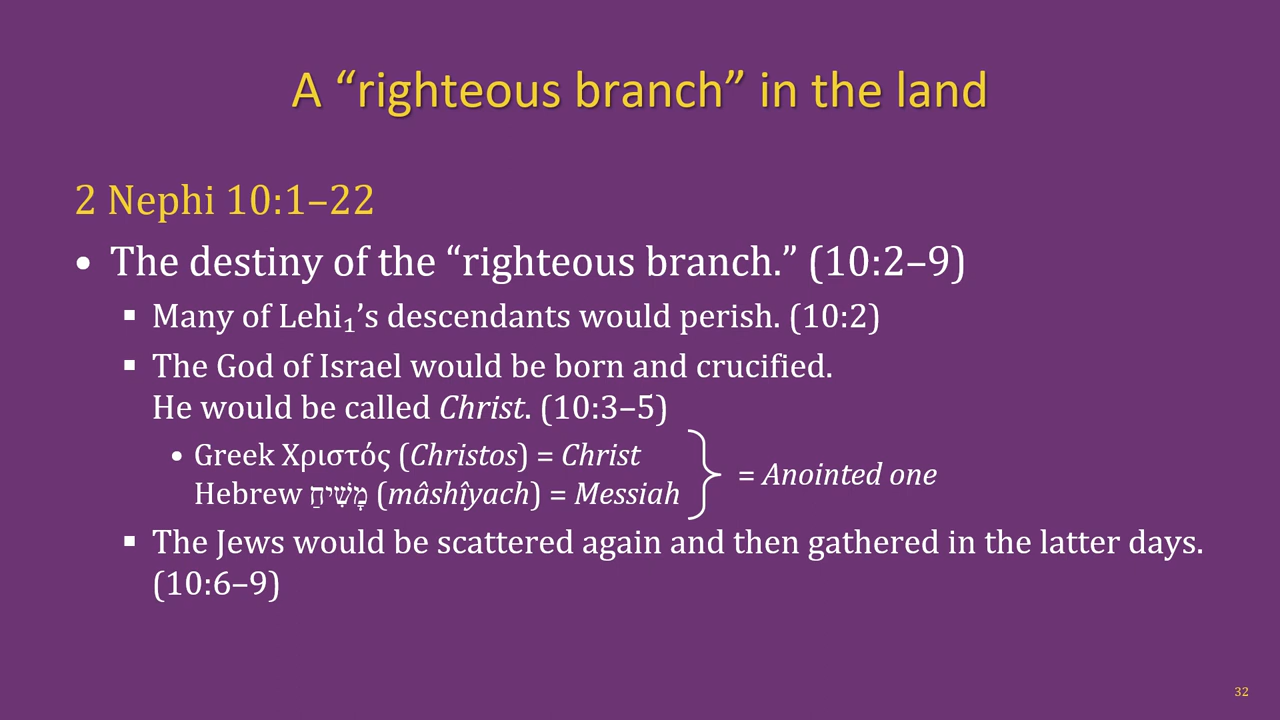 A “righteous branch” in the land
2 Nephi 10:1–22
• The destiny of the “righteous branch.” (10:2–9)
▪ Many of Lehi₁’s descendants would perish. (10:2)
▪ The God of Israel would be born and crucified.
He would be called Christ. (10:3–5)
• Greek Χριστός (Christos) = Christ
Hebrew מָשִׁיחַ (mâshîyach) = Messiah
= Anointed one
▪ The Jews would be scattered again and then gathered in the latter days.
(10:6–9)
32